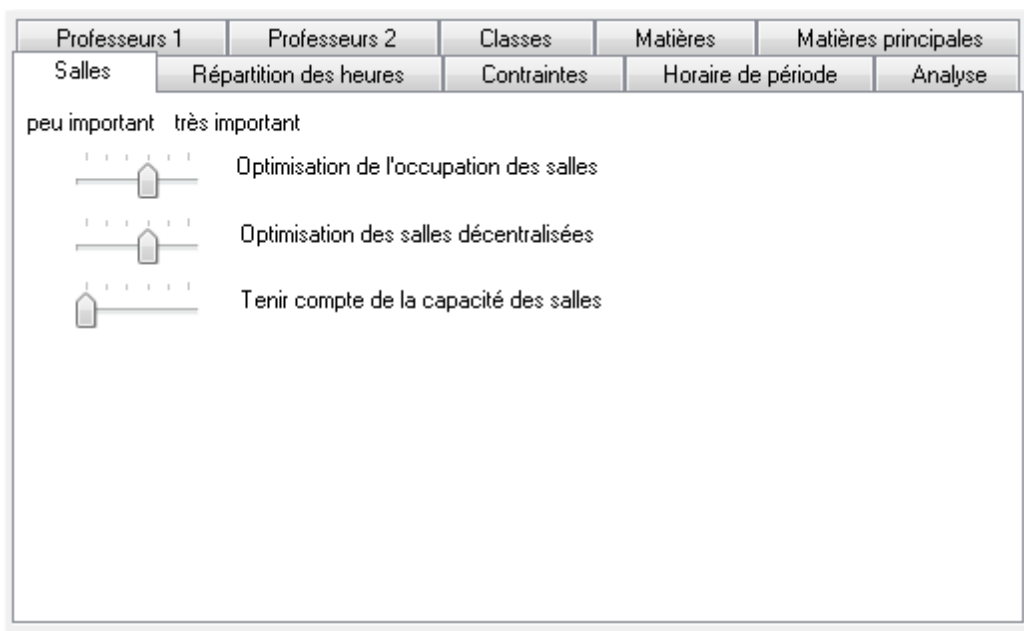 Professeurs 1 Professeurs 2 Classes Matières Matières principales
Salles Répartition des heures Contraintes Horaire de période Analyse
peu important très important
Optimisation de l'occupation des salles
Optimisation des salles décentralisées
Tenir compte de la capacité des salles